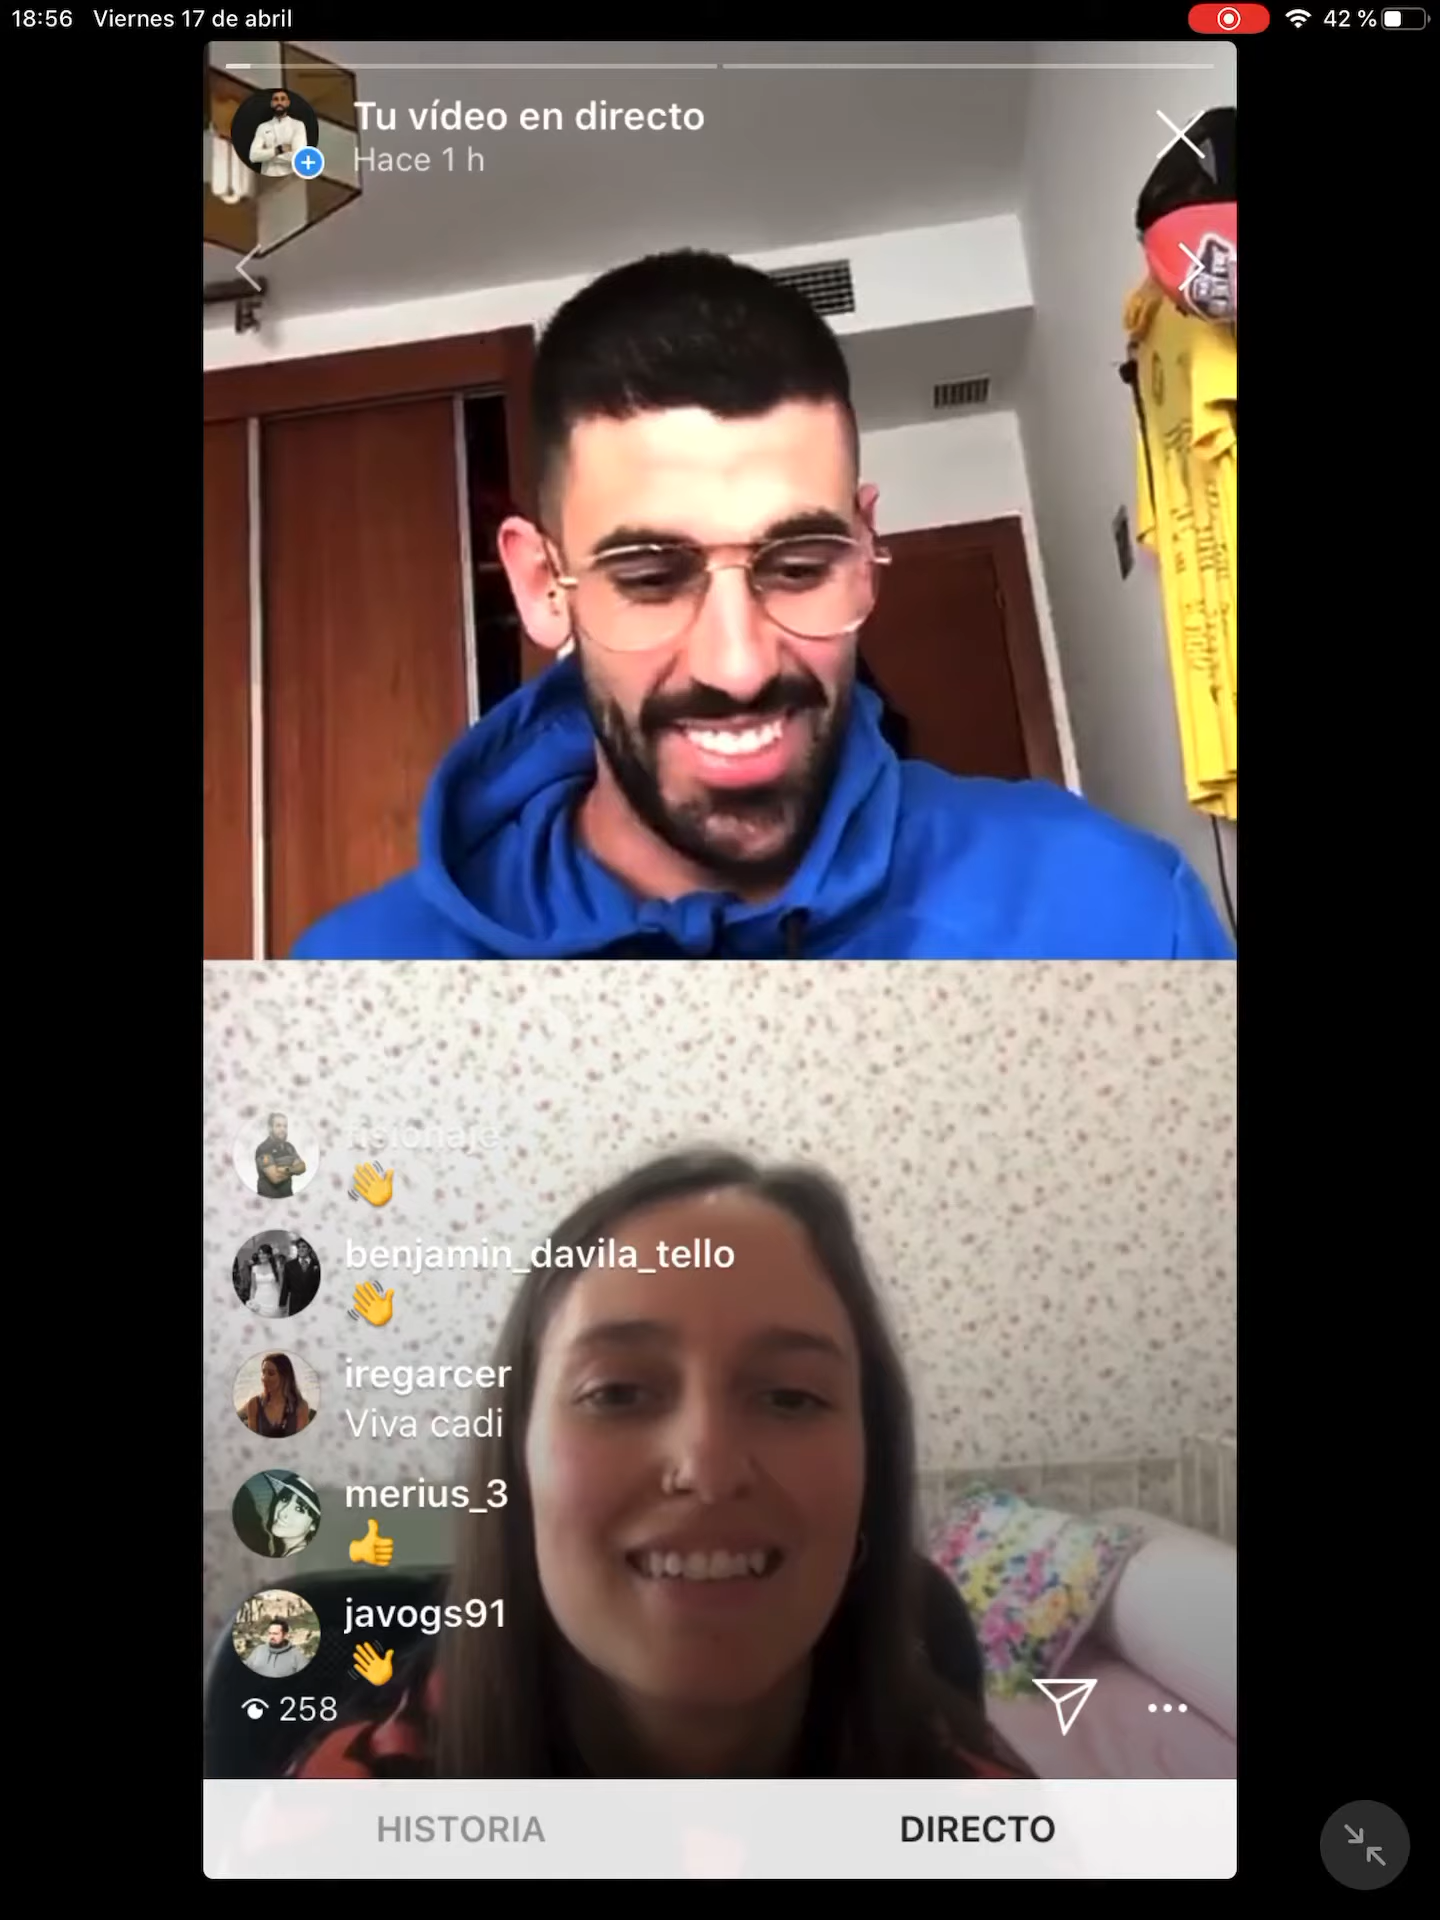 18:56 Viernes 17 de abril
42 %
Tu vídeo en directo
Hace 1 h
fisionaje
benjamin_davila_tello
iregarcer
Viva cadi
merius_3
javogs91
258
HISTORIA
DIRECTO